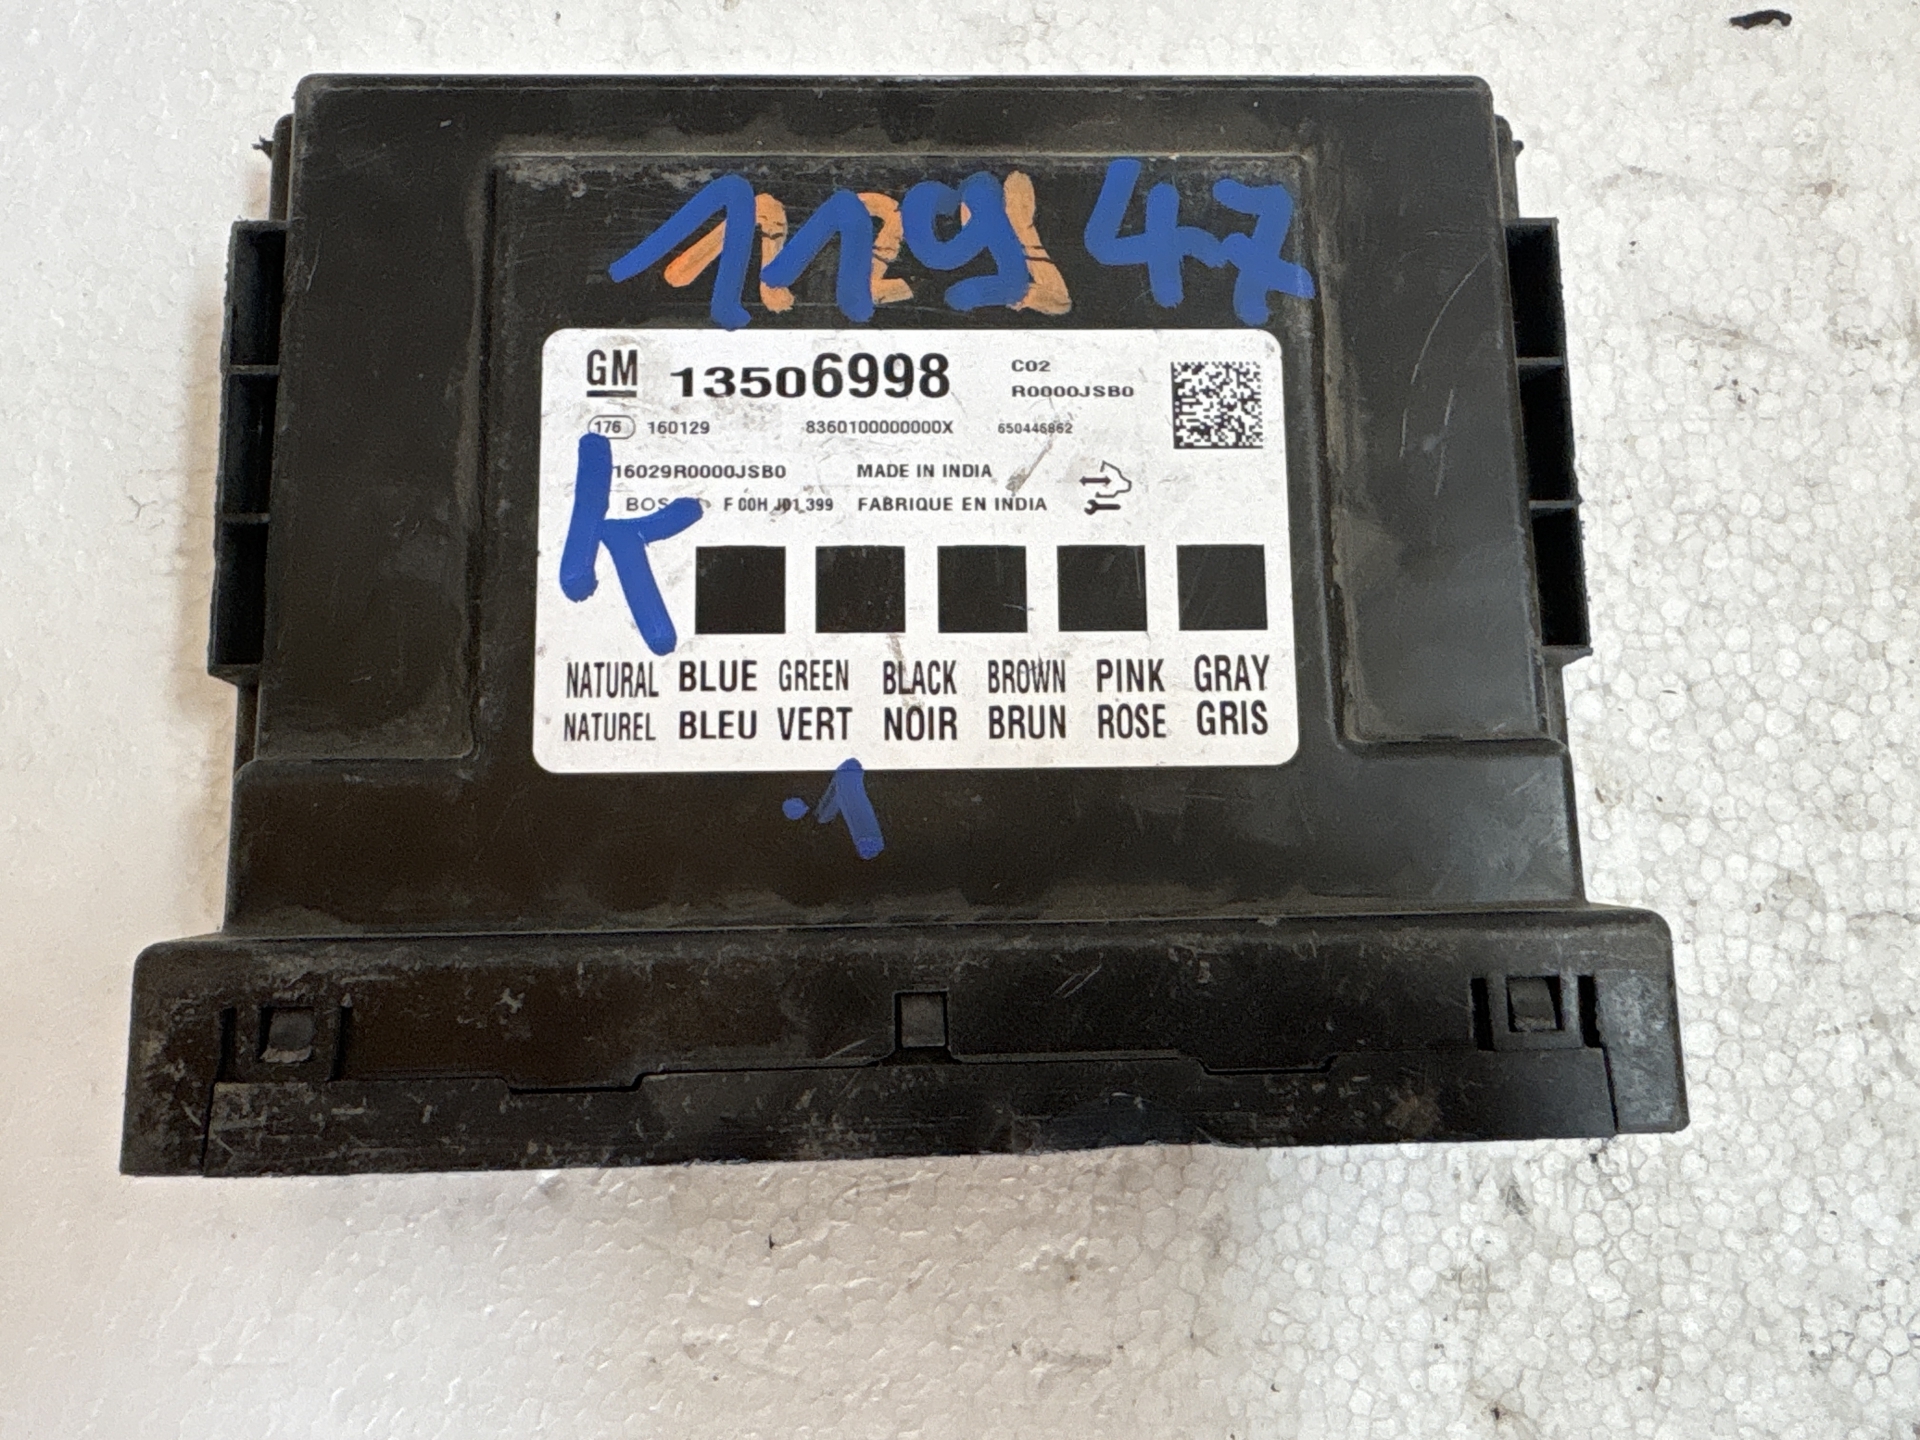 11947
GM 13506998 C02
R0000JSB0
176 160129 8360100000000X 650446862
16029R0000JSB0 MADE IN INDIA
F 00H J01 399 FABRIQUE EN INDIA
K
NATURAL BLUE GREEN BLACK BROWN PINK GRAY
NATUREL BLEU VERT NOIR BRUN ROSE GRIS
.1